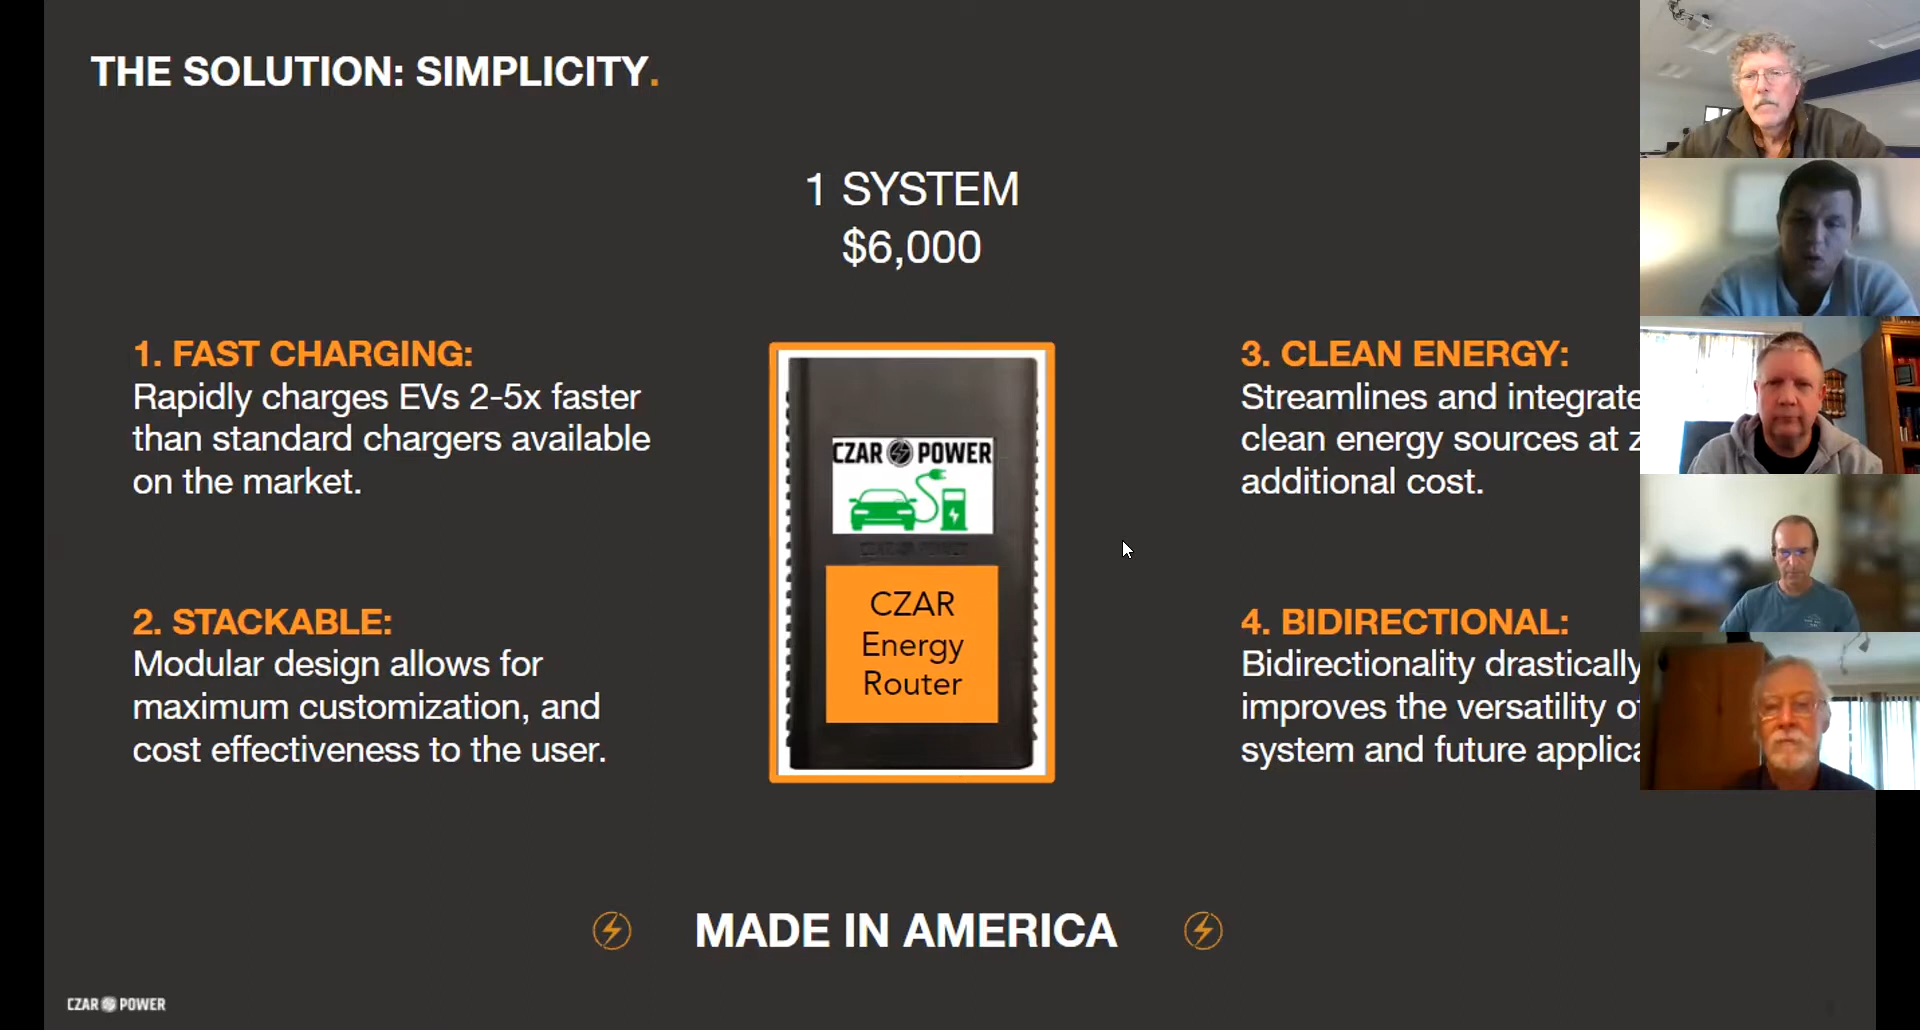 THE SOLUTION: SIMPLICITY.
1 SYSTEM
$6,000
1. FAST CHARGING:
Rapidly charges EVs 2-5x faster
than standard chargers available
on the market.
2. STACKABLE:
Modular design allows for
maximum customization, and
cost effectiveness to the user.
CZAR POWER
CZAR
Energy
Router
3. CLEAN ENERGY:
Streamlines and integrate
clean energy sources at z
additional cost.
4. BIDIRECTIONAL:
Bidirectionality drastically
improves the versatility of
system and future applica
MADE IN AMERICA
CZAR POWER